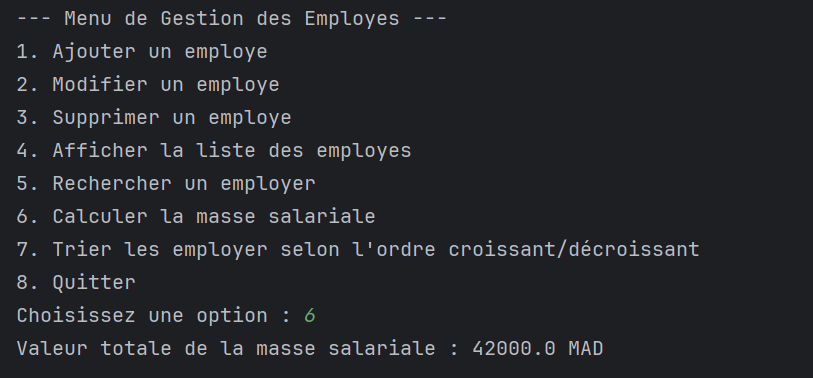 --- Menu de Gestion des Employes ---
1. Ajouter un employe
2. Modifier un employe
3. Supprimer un employe
4. Afficher la liste des employes
5. Rechercher un employer
6. Calculer la masse salariale
7. Trier les employer selon l'ordre croissant/décroissant
8. Quitter
Choisissez une option : 6
Valeur totale de la masse salariale : 42000.0 MAD